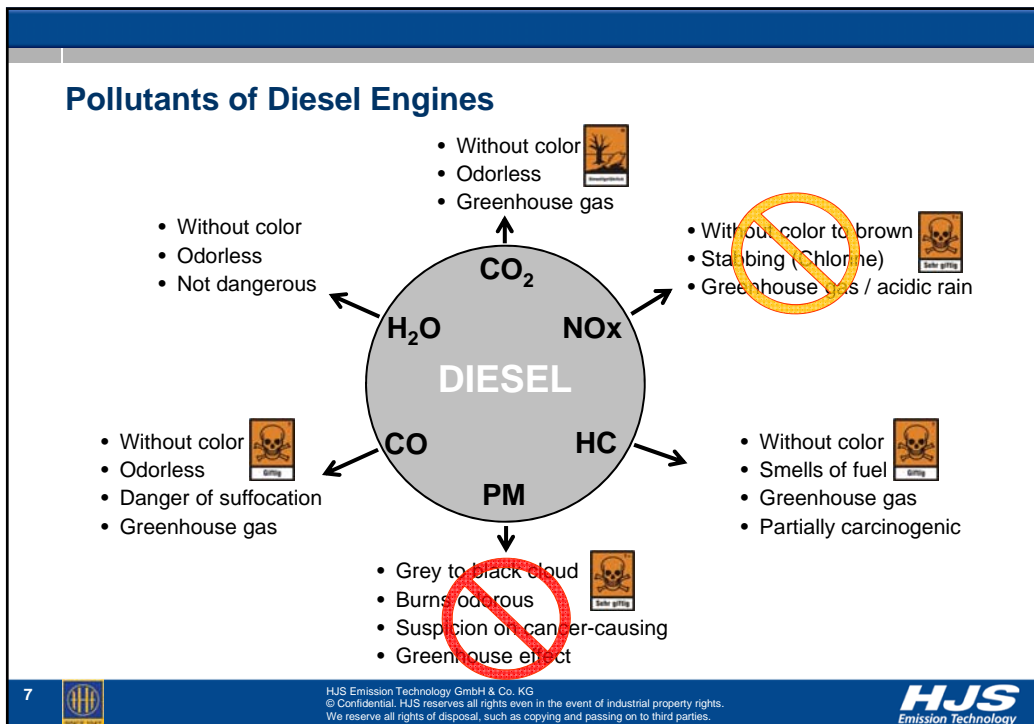 Pollutants of Diesel Engines
• Without color
• Odorless
• Greenhouse gas
• Without color
• Odorless
• Not dangerous
• Without color to brown
Sehr giftig
• Stabbing (Chlorine)
• Greenhouse gas / acidic rain
CO2
H2O
NOx
DIESEL
CO
HC
PM
• Without color
• Odorless
Giftig
• Danger of suffocation
• Greenhouse gas
• Without color
• Smells of fuel
Giftig
• Greenhouse gas
• Partially carcinogenic
• Grey to black cloud
• Burns odorous
Sehr giftig
• Suspicion on cancer-causing
• Greenhouse effect
7
HJS Emission Technology GmbH & Co. KG
© Confidential. HJS reserves all rights even in the event of industrial property rights.
We reserve all rights of disposal, such as copying and passing on to third parties.
HJS
Emission Technology